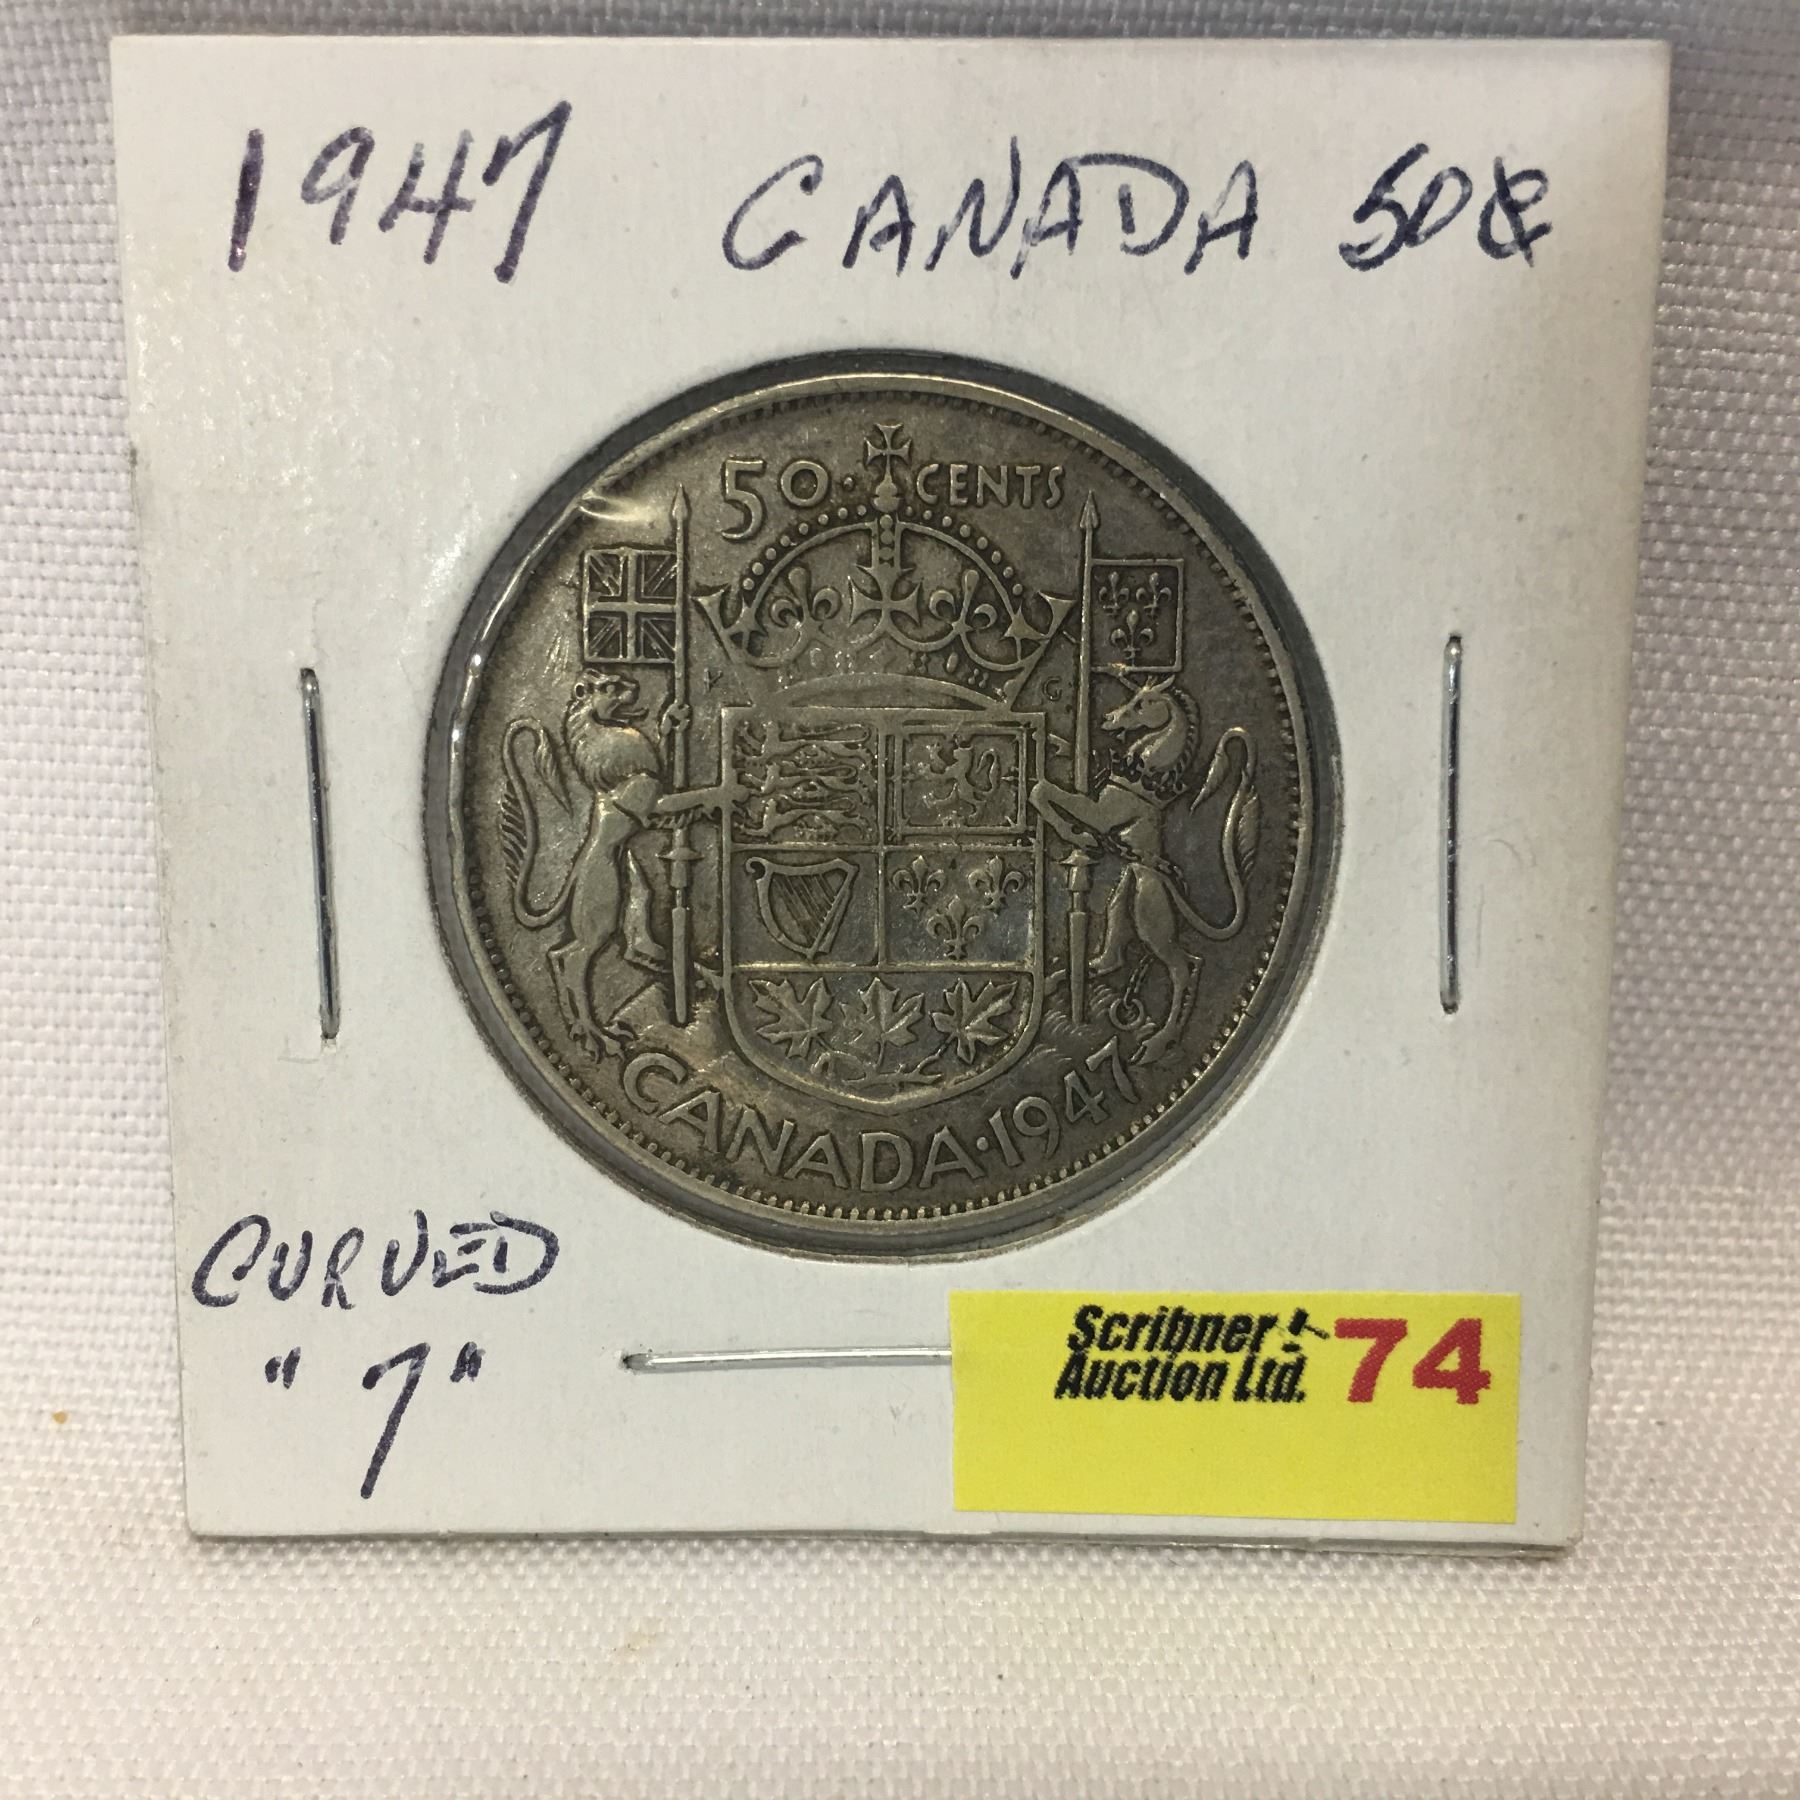 1947 CANADA 50¢
50 · CENTS
K G
CANADA · 1947
CURVED
"7"
Scribner 74
Auction Ltd.